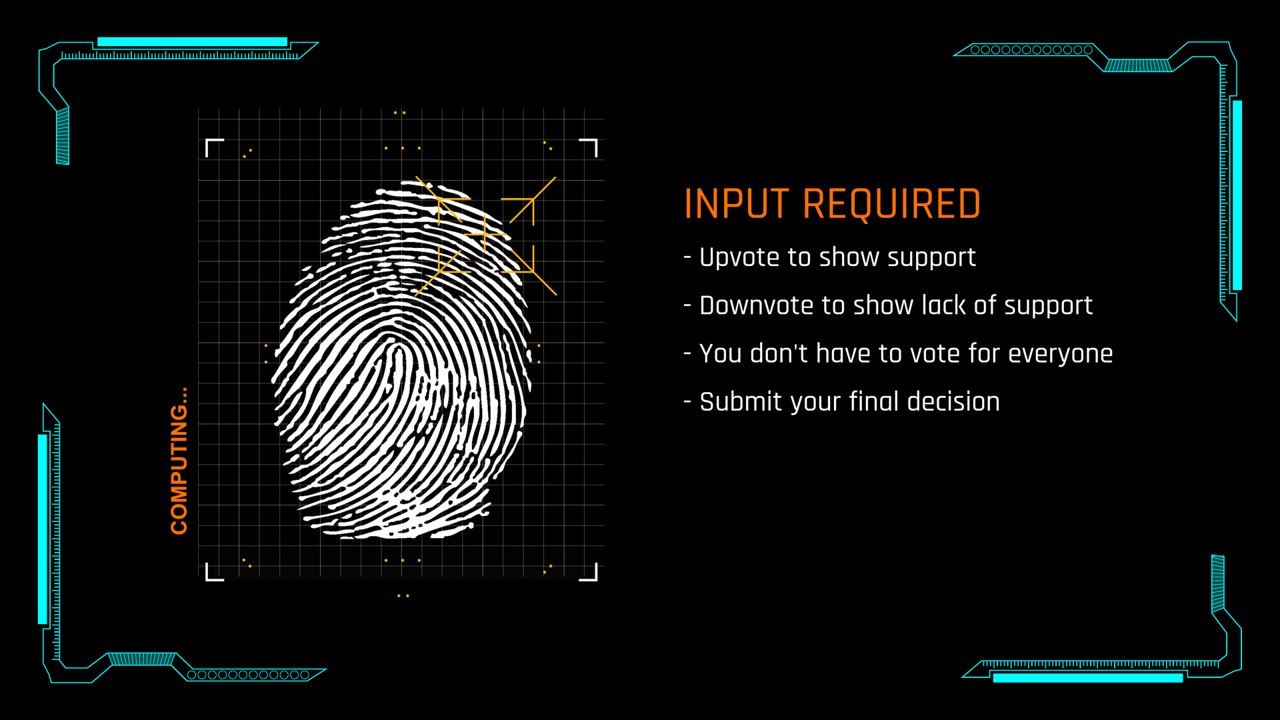 INPUT REQUIRED
- Upvote to show support
- Downvote to show lack of support
- You don't have to vote for everyone
- Submit your final decision
COMPUTING...